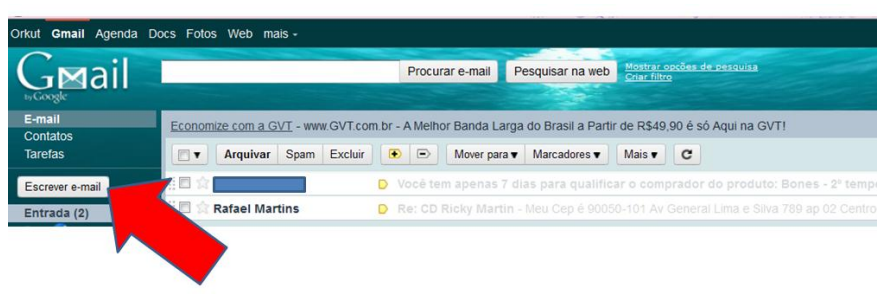 Orkut Gmail Agenda Docs Fotos Web mais
Gmail
by Google
Procurar e-mail Pesquisar na web Mostrar opções de pesquisa
Criar filtro
E-mail
Contatos
Tarefas
Economize com a GVT - www.GVT.com.br - A Melhor Banda Larga do Brasil a Partir de R$49,90 é só Aqui na GVT!
Arquivar Spam Excluir Mover para Marcadores Mais
Escrever e-mail
Você tem apenas 7 dias para qualificar o comprador do produto: Bones - 2º temp
Entrada (2)
Rafael Martins Re: CD Ricky Martin - Meu Cep é 90050-101 Av General Lima e Silva 789 ap 02 Centro